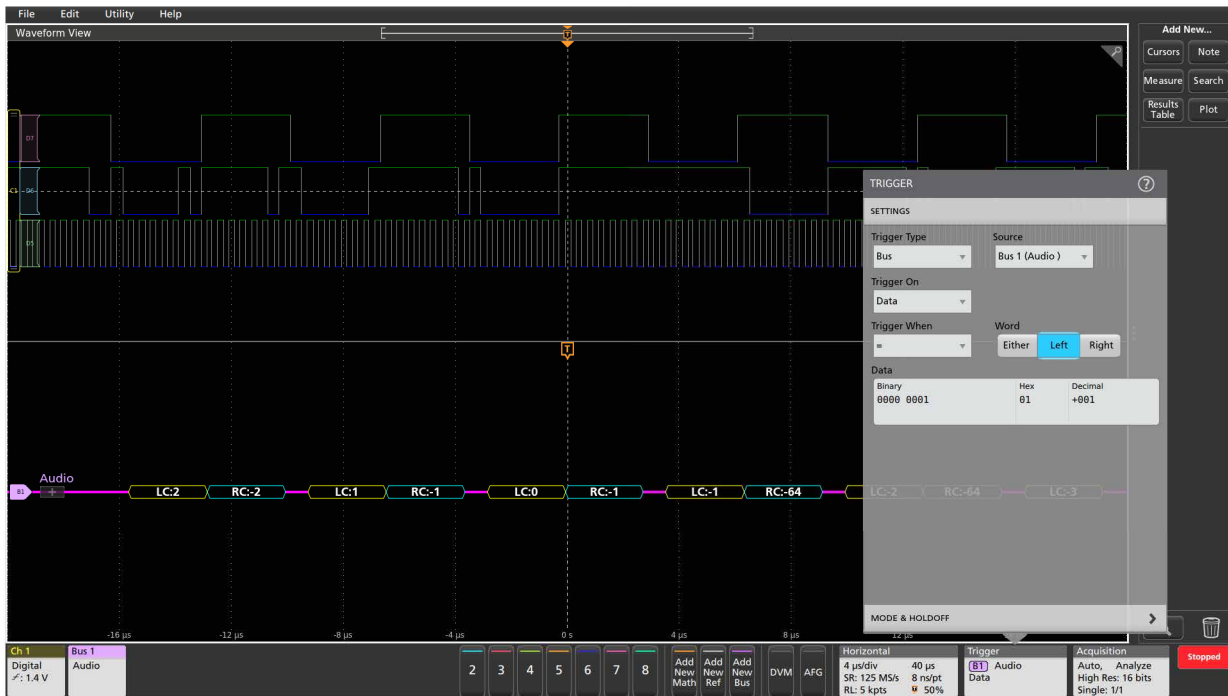 File Edit Utility Help
Waveform View
Add New...
Cursors Note
Measure Search
Results Table Plot
D7
C1 D6
D5
TRIGGER ?
SETTINGS
Trigger Type Source
Bus Bus 1 (Audio )
Trigger On
Data
Trigger When Word
= Either Left Right
Data
Binary Hex Decimal
0000 0001 01 +001
MODE & HOLDOFF
T
T
Audio
B1 + LC:2 RC:-2 LC:1 RC:-1 LC:0 RC:-1 LC:-1 RC:-64 LC:-2 RC:-64 LC:-3
-16 µs -12 µs -8 µs -4 µs 0 s 4 µs 8 µs 12 µs
Ch 1
Digital
: 1.4 V
Bus 1
Audio
2 3 4 5 6 7 8
Add New Math
Add New Ref
Add New Bus
DVM AFG
Horizontal
4 µs/div 40 µs
SR: 125 MS/s 8 ns/pt
RL: 5 kpts 50%
Trigger
B1 Audio
Data
Acquisition
Auto, Analyze
High Res: 16 bits
Single: 1/1
Stopped